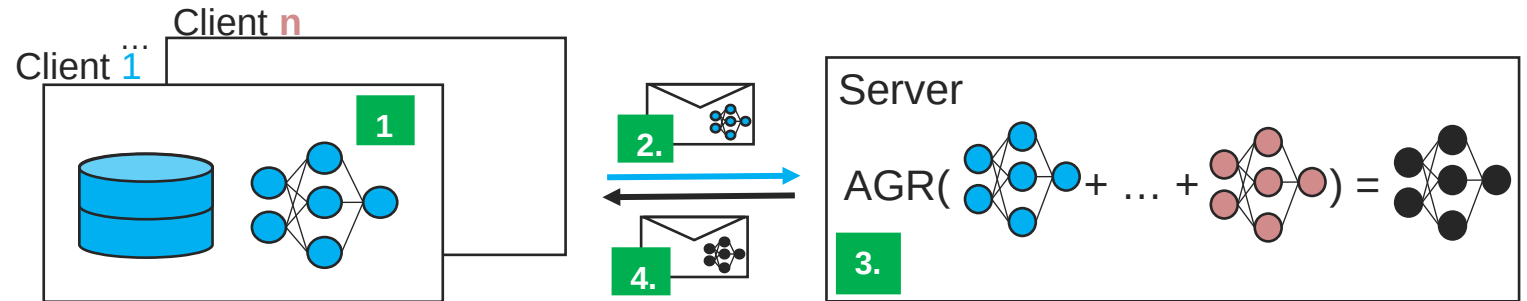 Client n
...
Client 1
1
2.
4.
Server
AGR( + ... + ) =
3.